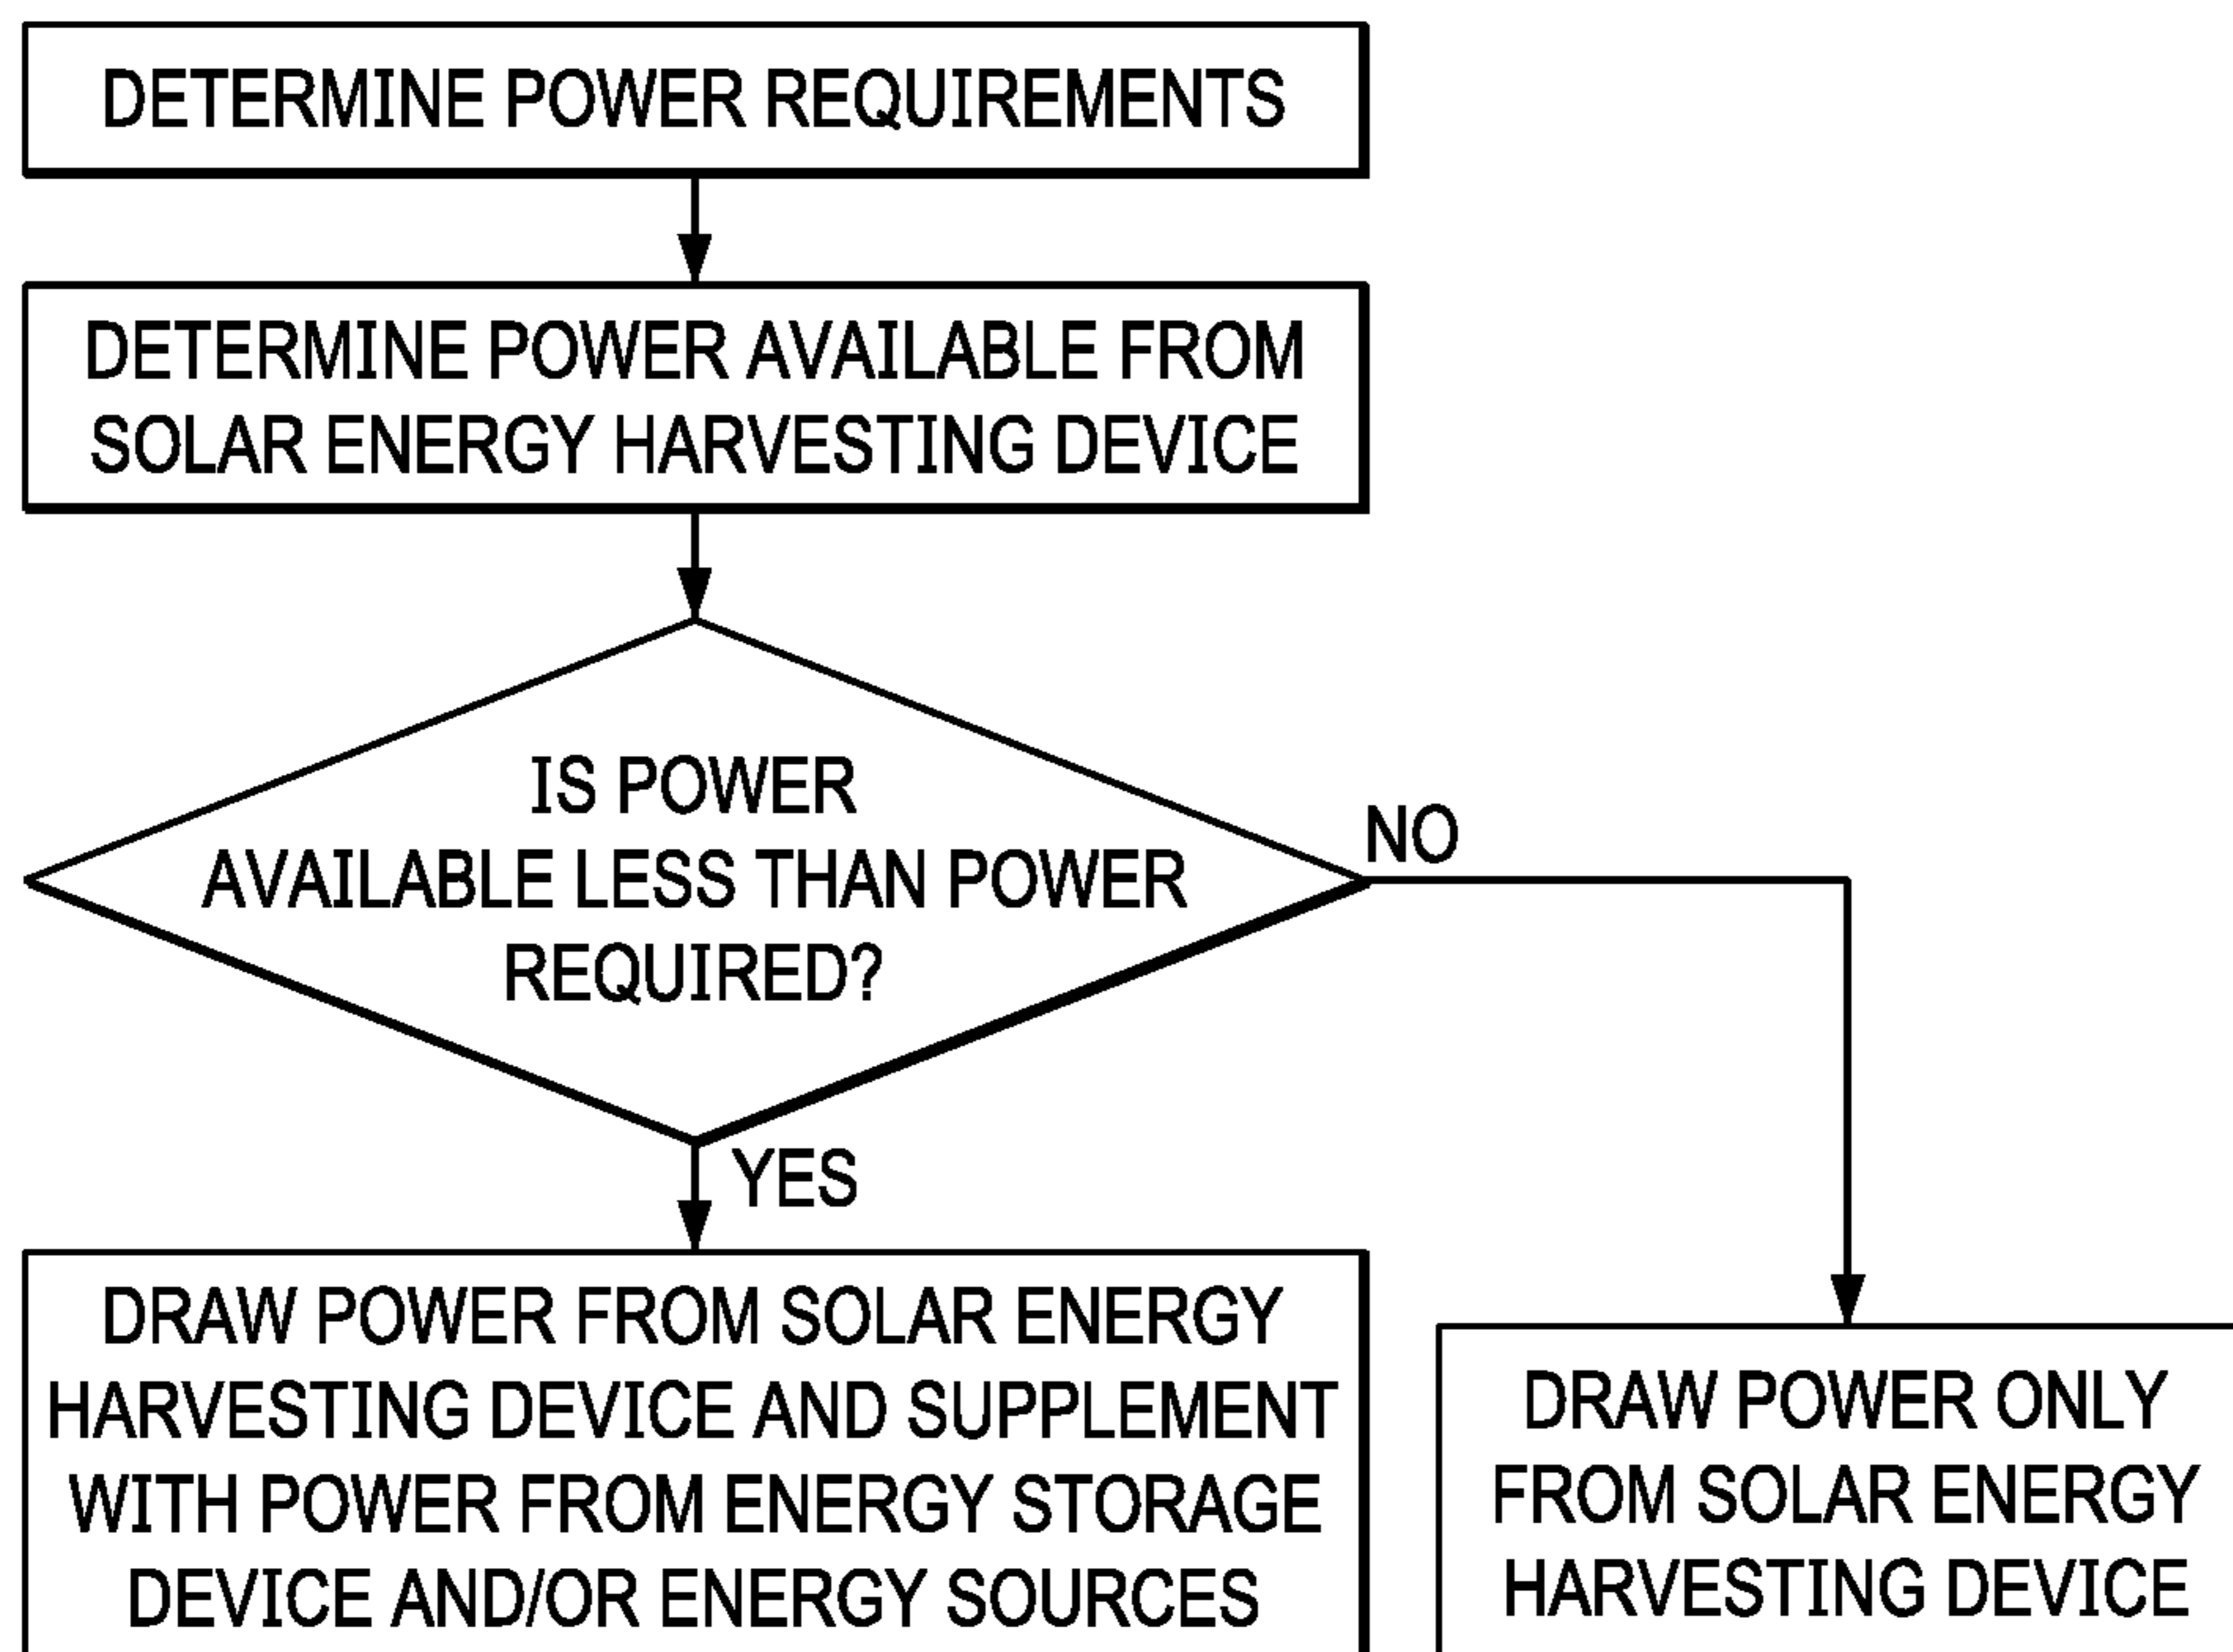 DETERMINE POWER REQUIREMENTS
DETERMINE POWER AVAILABLE FROM
SOLAR ENERGY HARVESTING DEVICE
IS POWER
AVAILABLE LESS THAN POWER
REQUIRED?
NO
YES
DRAW POWER FROM SOLAR ENERGY
HARVESTING DEVICE AND SUPPLEMENT
WITH POWER FROM ENERGY STORAGE
DEVICE AND/OR ENERGY SOURCES
DRAW POWER ONLY
FROM SOLAR ENERGY
HARVESTING DEVICE